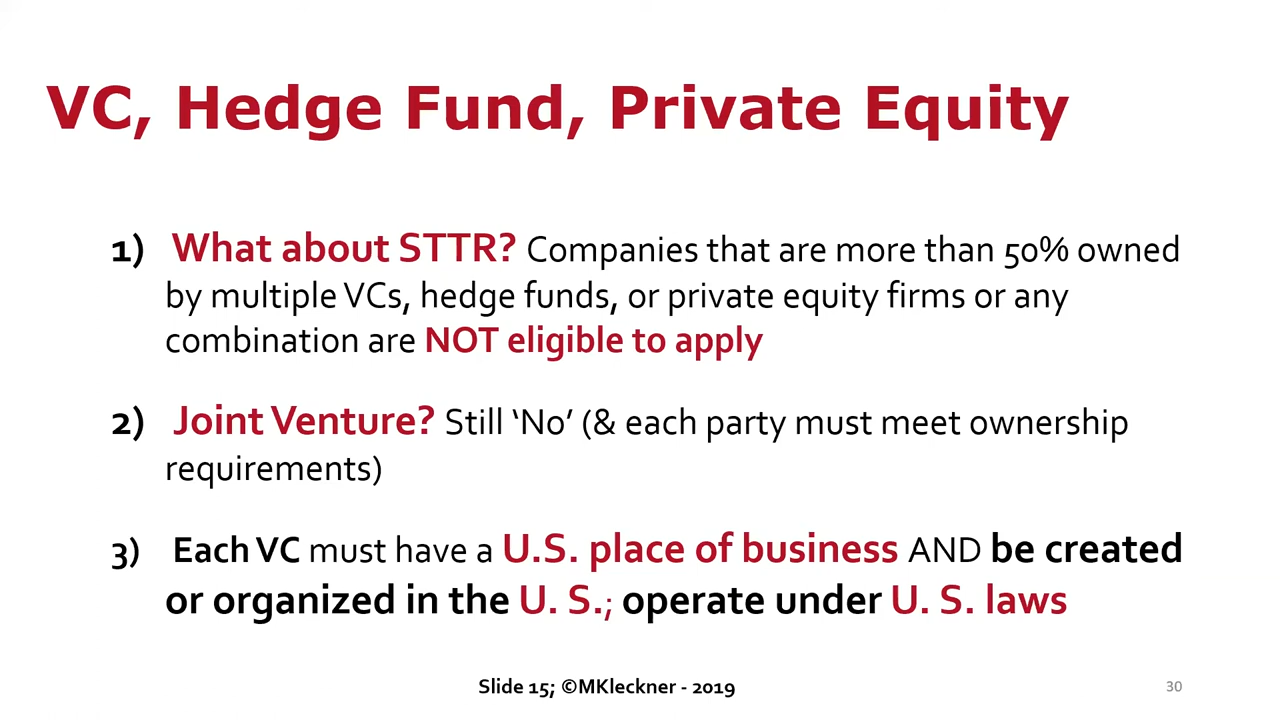 VC, Hedge Fund, Private Equity
1) What about STTR? Companies that are more than 50% owned
by multiple VCs, hedge funds, or private equity firms or any
combination are NOT eligible to apply
2) Joint Venture? Still ‘No’ (& each party must meet ownership
requirements)
3) Each VC must have a U.S. place of business AND be created
or organized in the U. S.; operate under U. S. laws
Slide 15; ©MKleckner - 2019
30